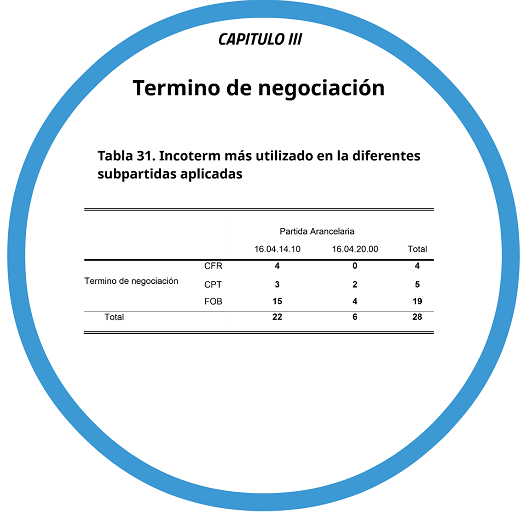 CAPITULO III
Termino de negociación
Tabla 31. Incoterm más utilizado en la diferentes
subpartidas aplicadas
Partida Arancelaria
16.04.14.10 16.04.20.00 Total
CFR 4 0 4
Termino de negociación CPT 3 2 5
FOB 15 4 19
Total 22 6 28